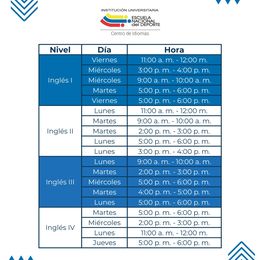 INSTITUCIÓN UNIVERSITARIA
ESCUELA
NACIONAL
del DEPORTE
Centro de Idiomas
Nivel Día Hora
Inglés I
Viernes 11:00 a. m. - 12:00 m.
Miércoles 3:00 p. m. - 4:00 p. m.
Miércoles 9:00 a. m. - 10:00 a. m.
Martes 5:00 p. m. - 6:00 p. m.
Viernes 5:00 p. m. - 6:00 p. m.
Inglés II
Lunes 11:00 a. m. - 12:00 m.
Martes 9:00 a. m. - 10:00 a. m.
Martes 2:00 p. m. - 3:00 p. m.
Lunes 5:00 p. m. - 6:00 p. m.
Lunes 3:00 p. m. - 4:00 p. m.
Inglés III
Lunes 9:00 a. m. - 10:00 a. m.
Martes 2:00 p. m. - 3:00 p. m.
Miércoles 5:00 p. m. - 6:00 p. m.
Martes 4:00 p. m. - 5:00 p. m.
Lunes 5:00 p. m. - 6:00 p. m.
Inglés IV
Martes 5:00 p. m. - 6:00 p. m.
Miércoles 2:00 p. m. - 3:00 p. m.
Lunes 11:00 a. m. - 12:00 m.
Jueves 5:00 p. m. - 6:00 p. m.